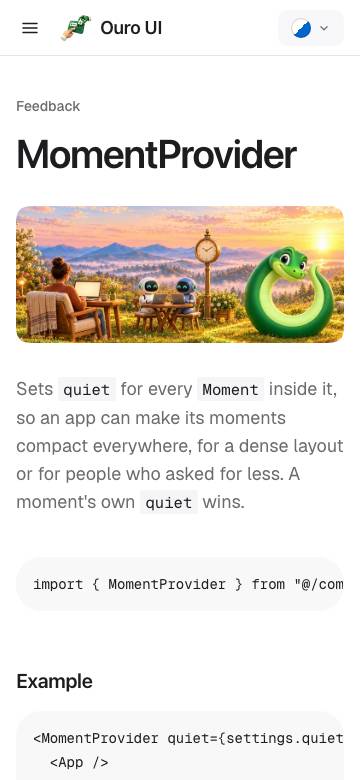 Ouro UI
Feedback
MomentProvider
Sets quiet for every Moment inside it,
so an app can make its moments
compact everywhere, for a dense layout
or for people who asked for less. A
moment's own quiet wins.
import { MomentProvider } from "@/com
Example
<MomentProvider quiet={settings.quiet
<App />